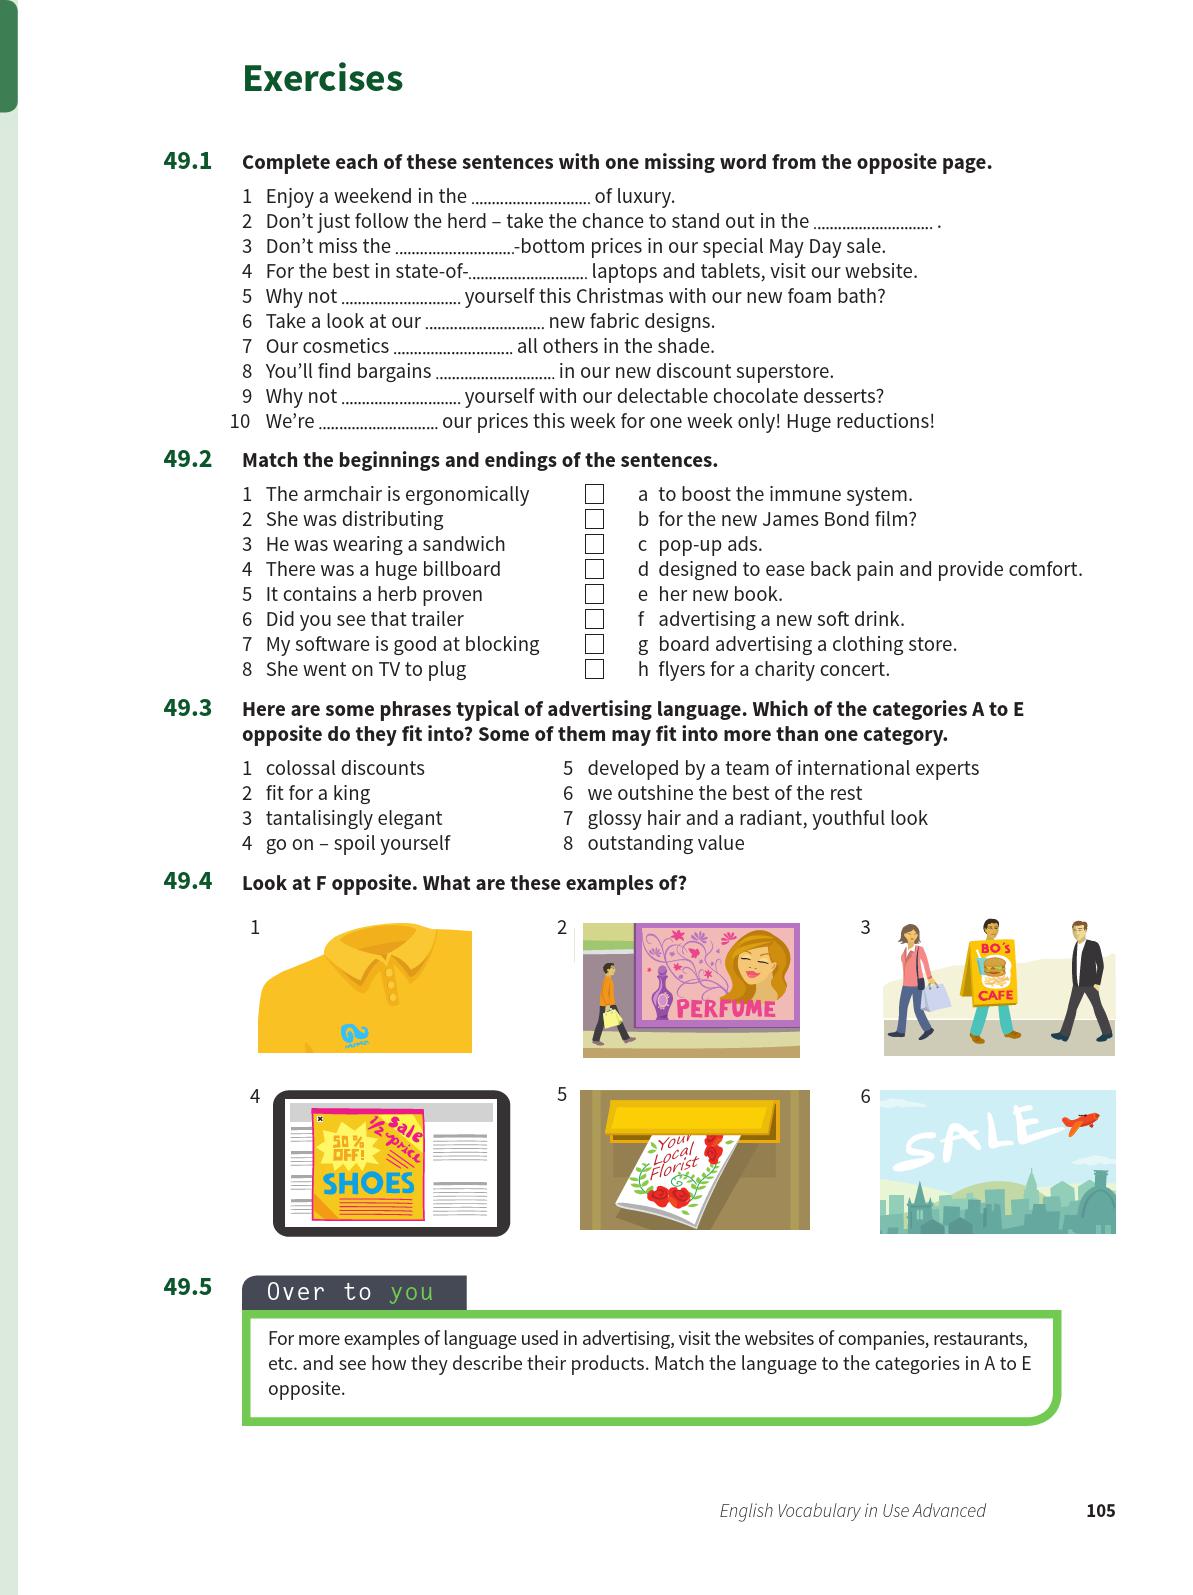 Exercises
49.1 Complete each of these sentences with one missing word from the opposite page.
1 Enjoy a weekend in the ............................. of luxury.
2 Don’t just follow the herd – take the chance to stand out in the ............................. .
3 Don’t miss the .............................-bottom prices in our special May Day sale.
4 For the best in state-of-............................. laptops and tablets, visit our website.
5 Why not ............................. yourself this Christmas with our new foam bath?
6 Take a look at our ............................. new fabric designs.
7 Our cosmetics ............................. all others in the shade.
8 You’ll find bargains ............................. in our new discount superstore.
9 Why not ............................. yourself with our delectable chocolate desserts?
10 We’re ............................. our prices this week for one week only! Huge reductions!
49.2 Match the beginnings and endings of the sentences.
1 The armchair is ergonomically a to boost the immune system.
2 She was distributing b for the new James Bond film?
3 He was wearing a sandwich c pop-up ads.
4 There was a huge billboard d designed to ease back pain and provide comfort.
5 It contains a herb proven e her new book.
6 Did you see that trailer f advertising a new soft drink.
7 My software is good at blocking g board advertising a clothing store.
8 She went on TV to plug h flyers for a charity concert.
49.3 Here are some phrases typical of advertising language. Which of the categories A to E
opposite do they fit into? Some of them may fit into more than one category.
1 colossal discounts 5 developed by a team of international experts
2 fit for a king 6 we outshine the best of the rest
3 tantalisingly elegant 7 glossy hair and a radiant, youthful look
4 go on – spoil yourself 8 outstanding value
49.4 Look at F opposite. What are these examples of?
1 2 3
PERFUME
BO'S
CAFE
4 5 6
Sale
1/2 price
50 %
OFF!
SHOES
Your
Local
Florist
SALE
49.5 Over to you
For more examples of language used in advertising, visit the websites of companies, restaurants,
etc. and see how they describe their products. Match the language to the categories in A to E
opposite.
English Vocabulary in Use Advanced 105